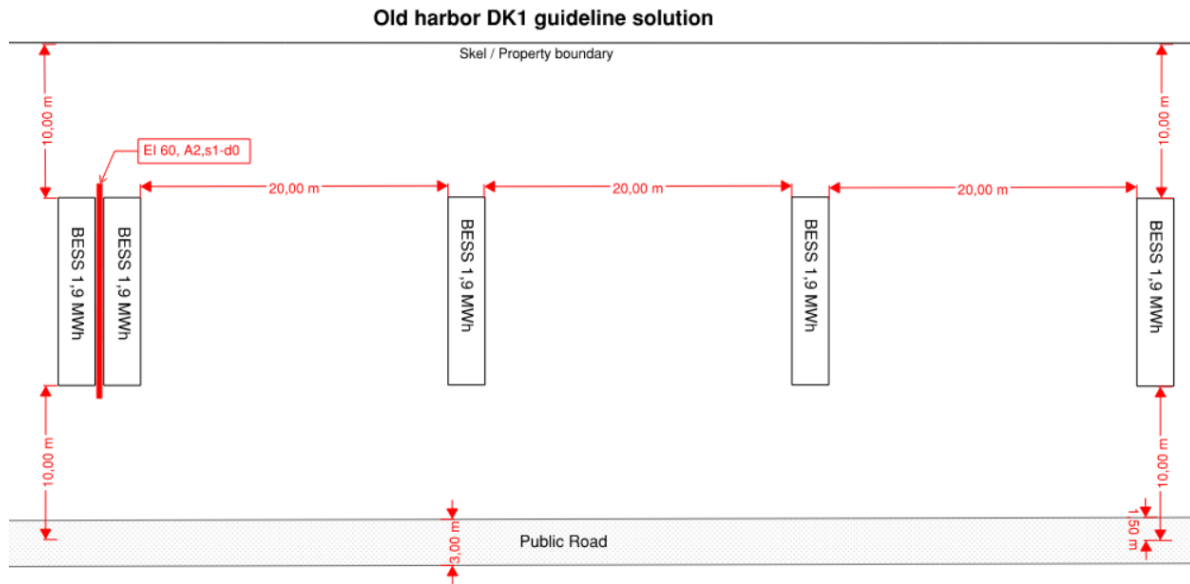 Old harbor DK1 guideline solution
Skel / Property boundary
10,00 m
10,00 m
EI 60, A2,s1-d0
20,00 m
20,00 m
20,00 m
BESS 1,9 MWh
BESS 1,9 MWh
BESS 1,9 MWh
BESS 1,9 MWh
BESS 1,9 MWh
10,00 m
10,00 m
3,00 m
Public Road
1,50 m